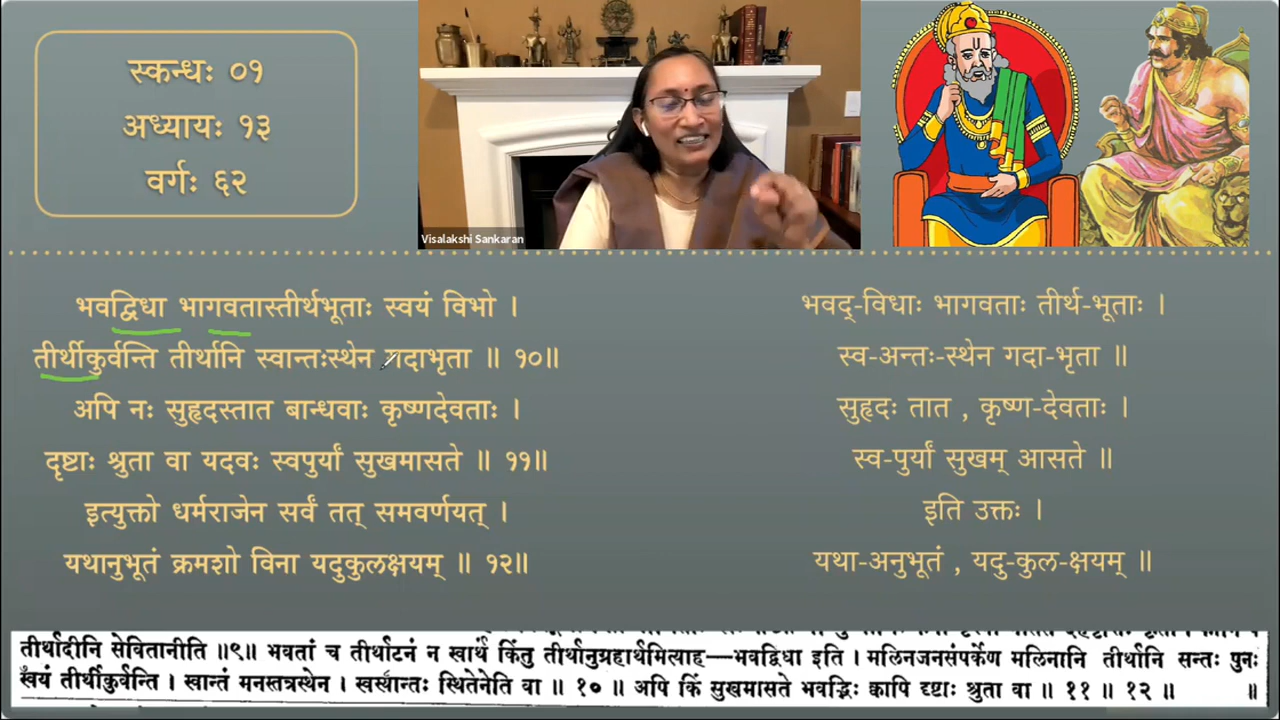 स्कन्धः ०१
अध्यायः १३
वर्गः ६२
Visalakshi Sankaran
भवद्विधा भागवतास्तीर्थभूताः स्वयं विभो ।
तीर्थीकुर्वन्ति तीर्थानि स्वान्तःस्थेन गदाभृता ॥ १०॥
अपि नः सुहृदस्तात बान्धवाः कृष्णदेवताः ।
दृष्टाः श्रुता वा यदवः स्वपुर्यां सुखमासते ॥ ११॥
इत्युक्तो धर्मराजेन सर्वं तत् समवर्णयत् ।
यथानुभूतं क्रमशो विना यदुकुलक्षयम् ॥ १२॥
भवद्-विधाः भागवताः तीर्थ-भूताः ।
स्व-अन्तः-स्थेन गदा-भृता ॥
सुहृदः तात , कृष्ण-देवताः ।
स्व-पुर्यां सुखम् आसते ॥
इति उक्तः ।
यथा-अनुभूतं , यदु-कुल-क्षयम् ॥
तीर्थादीनि सेवितानीति ॥९॥ भवतां च तीर्थाटनं न स्वार्थं किंतु तीर्थानुग्रहार्थमित्याह—भवद्विधा इति । मलिनजनसंपर्केण मलिनानि तीर्थानि सन्तः पुनः
स्वयं तीर्थीकुर्वन्ति । स्वान्तं मनस्तत्रस्थेन । स्वस्यान्तः स्थितेनेति वा ॥ १० ॥ अपि किं सुखमासते भवद्भिः क्वापि दृष्टाः श्रुता वा ॥ ११ ॥ १२ ॥ ॥